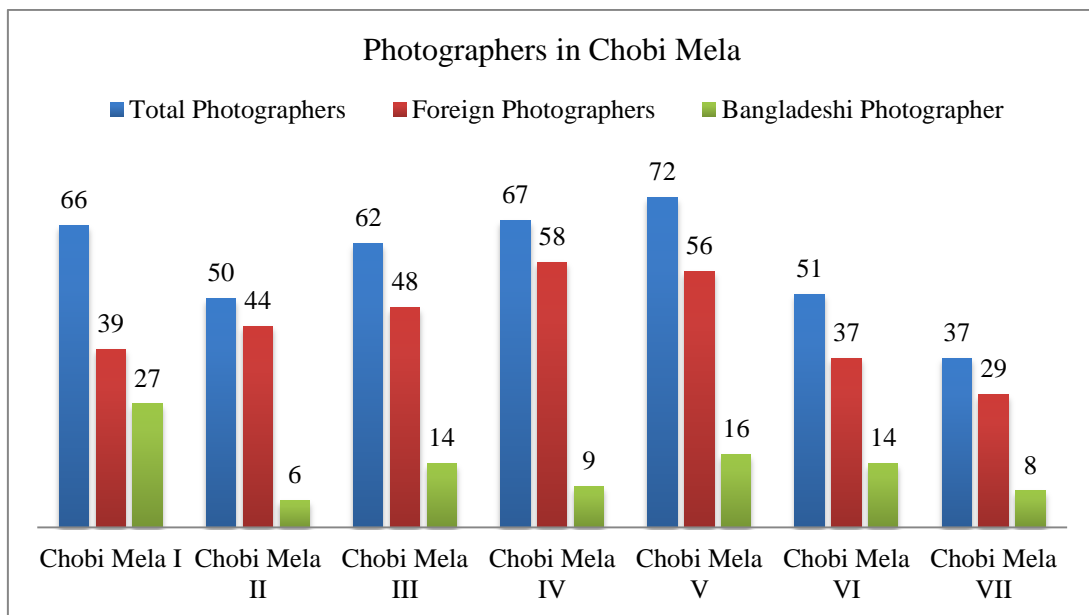 Photographers in Chobi Mela
Total Photographers Foreign Photographers Bangladeshi Photographer
66 39 27
50 44 6
62 48 14
67 58 9
72 56 16
51 37 14
37 29 8
Chobi Mela I
Chobi Mela
II
Chobi Mela
III
Chobi Mela
IV
Chobi Mela
V
Chobi Mela
VI
Chobi Mela
VII